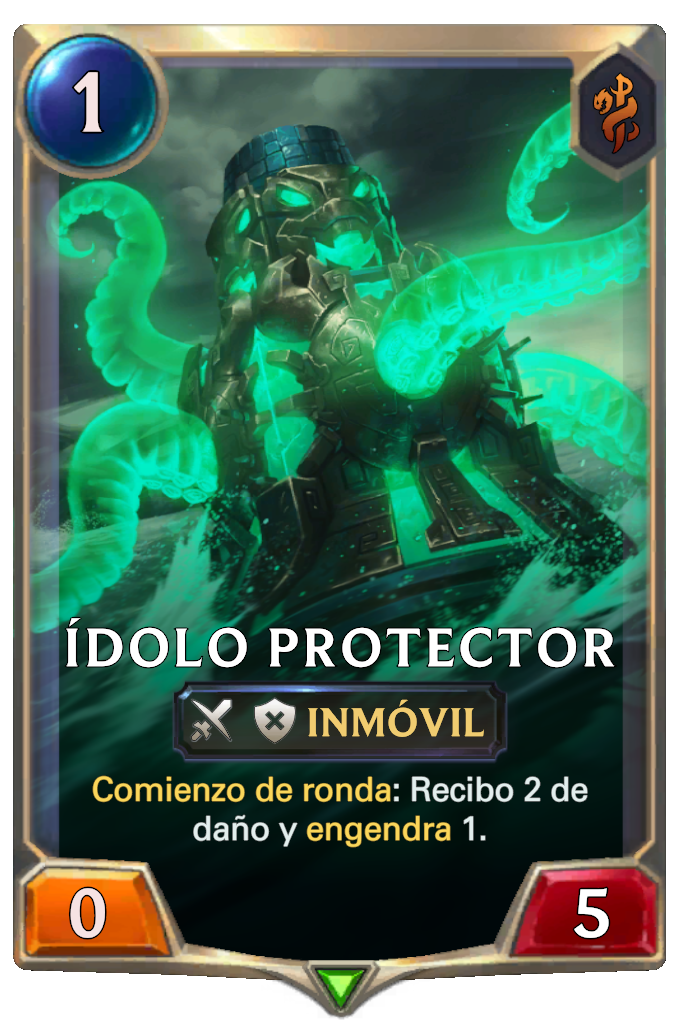 1
ÍDOLO PROTECTOR
INMÓVIL
Comienzo de ronda: Recibo 2 de
daño y engendra 1.
0
5